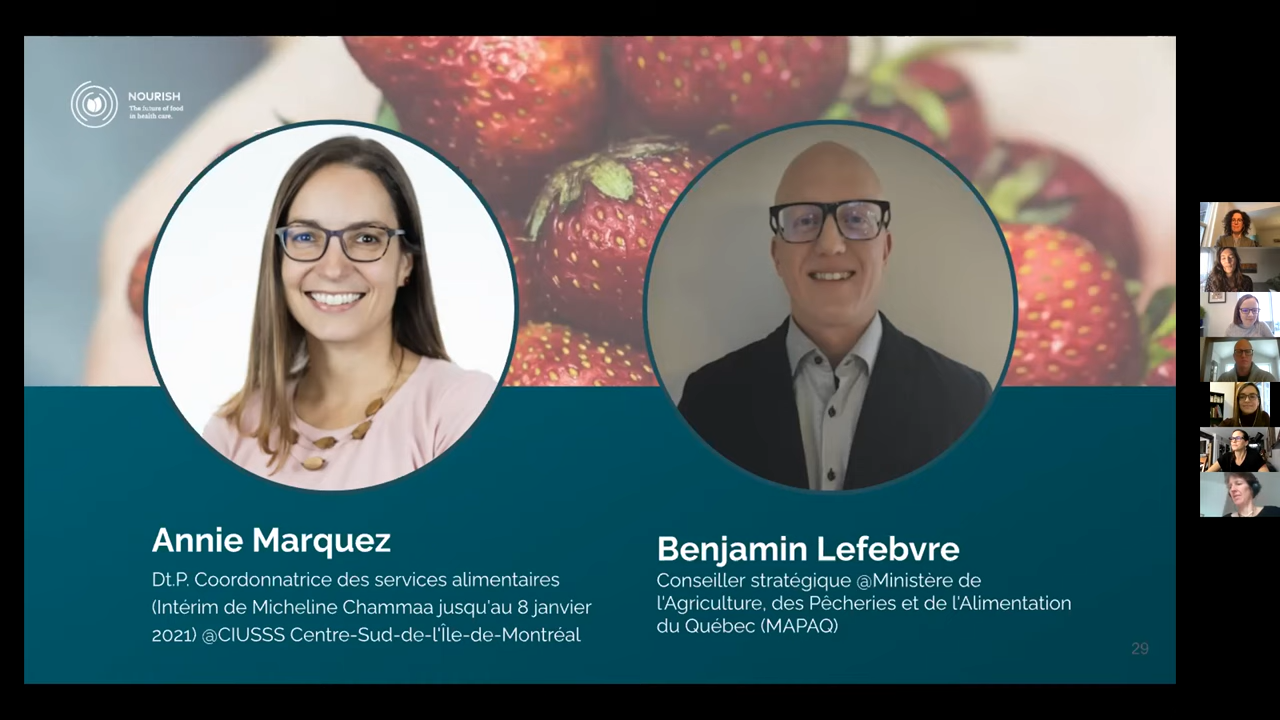 NOURISH
The future of food
in health care.
Annie Marquez
Dt.P. Coordonnatrice des services alimentaires
(Intérim de Micheline Chammaa jusqu'au 8 janvier
2021) @CIUSSS Centre-Sud-de-l'Île-de-Montréal
Benjamin Lefebvre
Conseiller stratégique @Ministère de
l'Agriculture, des Pêcheries et de l'Alimentation
du Québec (MAPAQ)
29